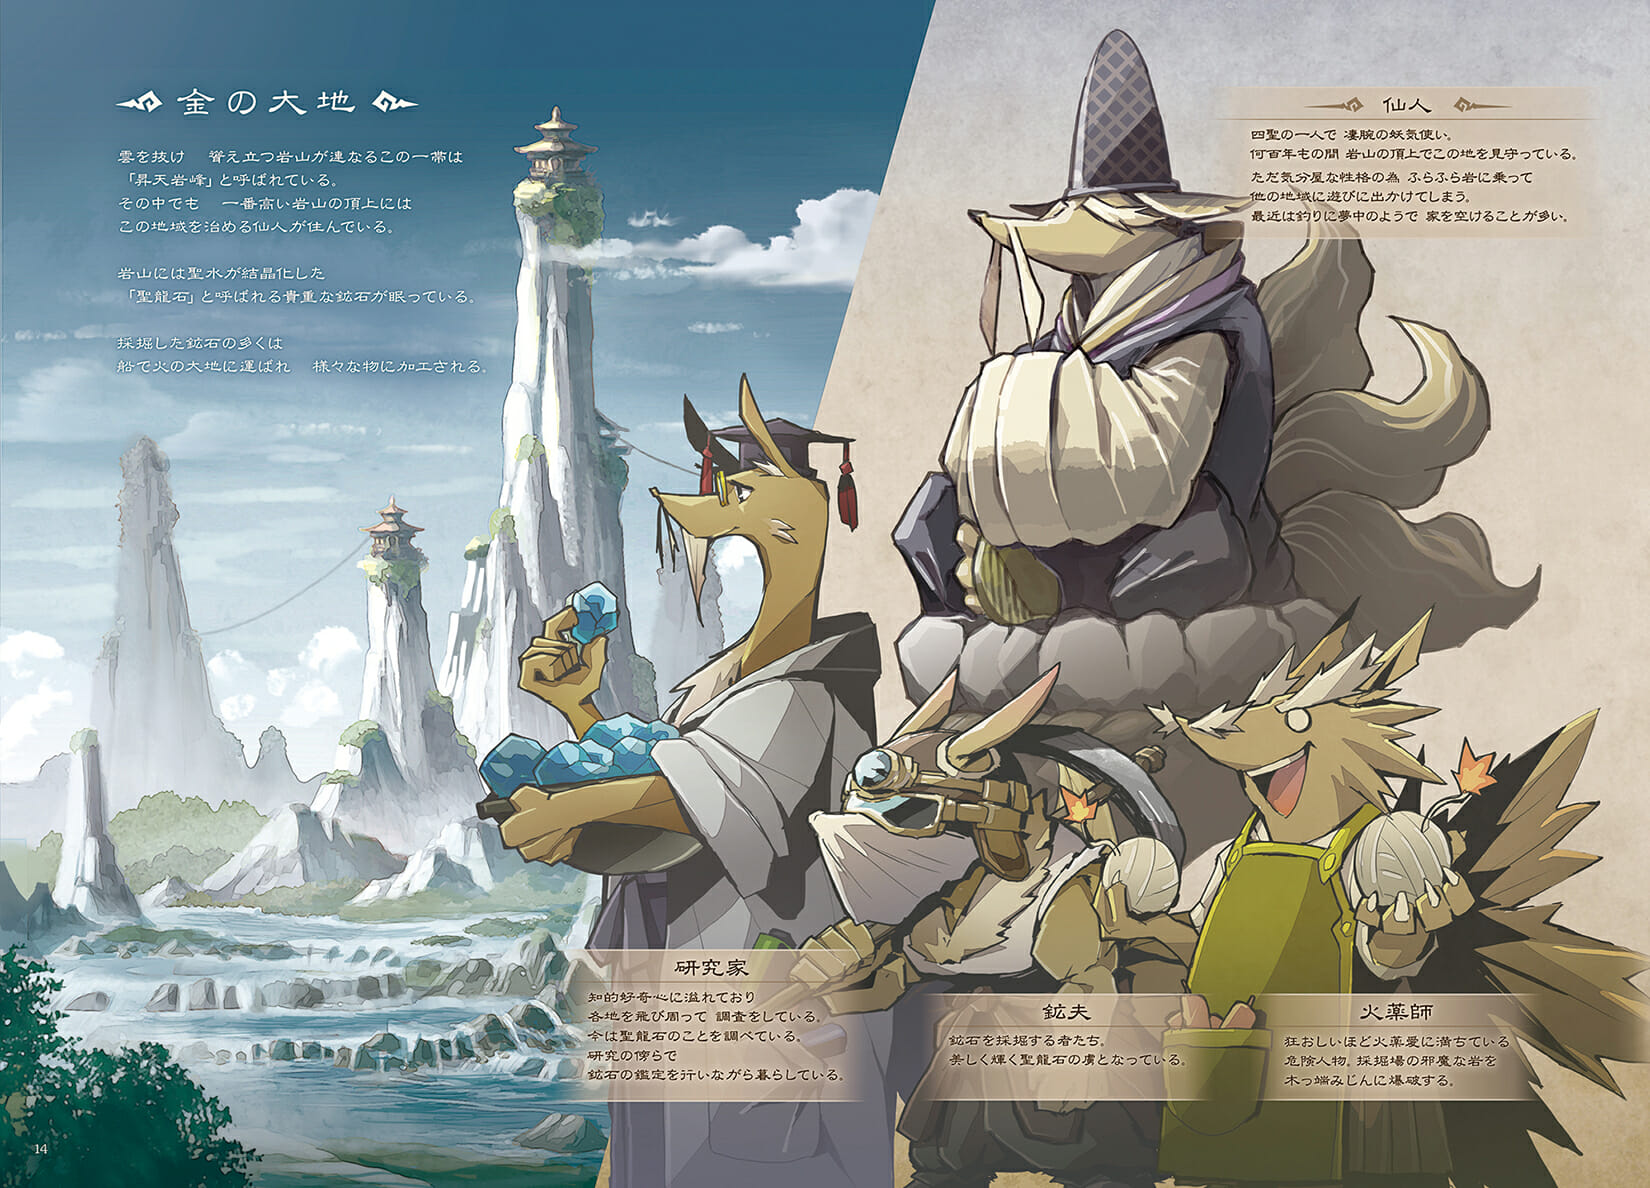 金の大地
雲を抜け　聳え立つ岩山が連なるこの一帯は
「昇天岩峰」と呼ばれている。
その中でも　一番高い岩山の頂上には
この地域を治める仙人が住んでいる。
岩山には聖水が結晶化した
「聖龍石」と呼ばれる貴重な鉱石が眠っている。
採掘した鉱石の多くは
船で火の大地に運ばれ　様々な物に加工される。
仙人
四聖の一人で 凄腕の妖気使い。
何百年もの間 岩山の頂上でこの地を見守っている。
ただ気分屋な性格の為 ふらふら岩に乗って
他の地域に遊びに出かけてしまう。
最近は釣りに夢中のようで 家を空けることが多い。
研究家
知的好奇心に溢れており
各地を飛び周って 調査をしている。
今は聖龍石のことを調べている。
研究の傍らで
鉱石の鑑定を行いながら暮らしている。
鉱夫
鉱石を採掘する者たち。
美しく輝く聖龍石の虜となっている。
火薬師
狂おしいほど火薬愛に満ちている
危険人物。採掘場の邪魔な岩を
木っ端みじんに爆破する。
14